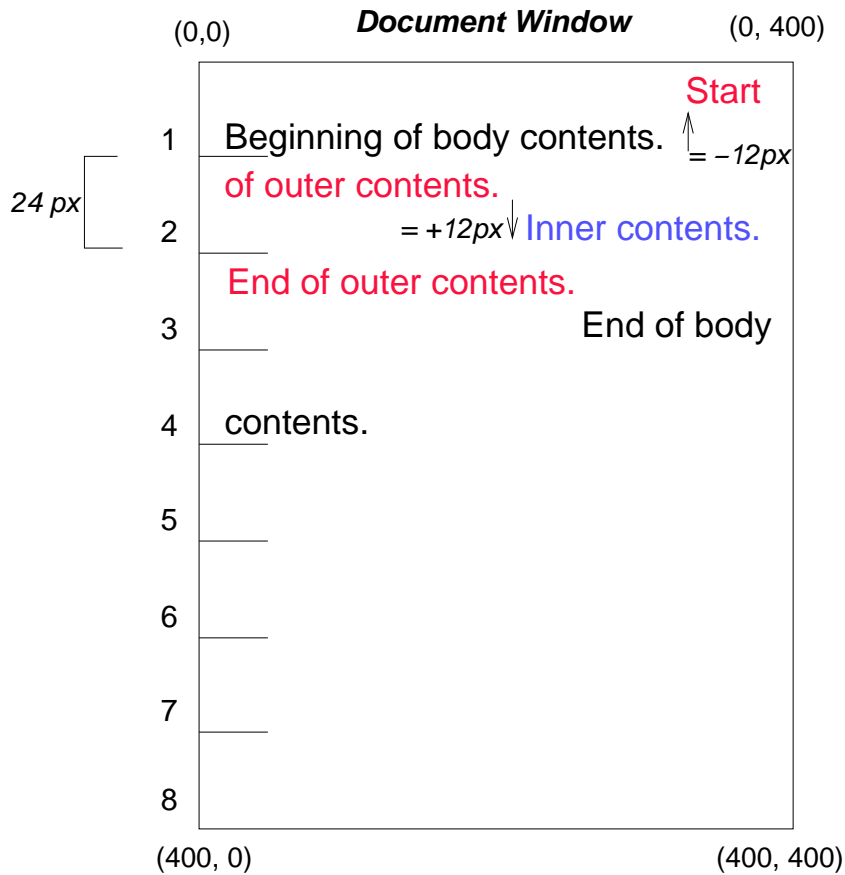 Document Window
(0,0) (0, 400)
Start
1 Beginning of body contents. = –12px
of outer contents.
24 px
2 = +12px Inner contents.
End of outer contents.
3 End of body
4 contents.
5
6
7
8
(400, 0) (400, 400)